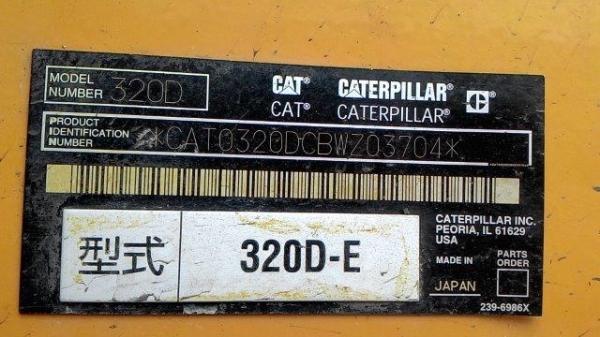 MODEL NUMBER 320D
CAT® CATERPILLAR®
CAT® CATERPILLAR®
PRODUCT IDENTIFICATION NUMBER *CAT0320DCBWZ03704*
型式 320D-E
CATERPILLAR INC.
PEORIA, IL 61629
USA
MADE IN PARTS ORDER
JAPAN
239-6986X